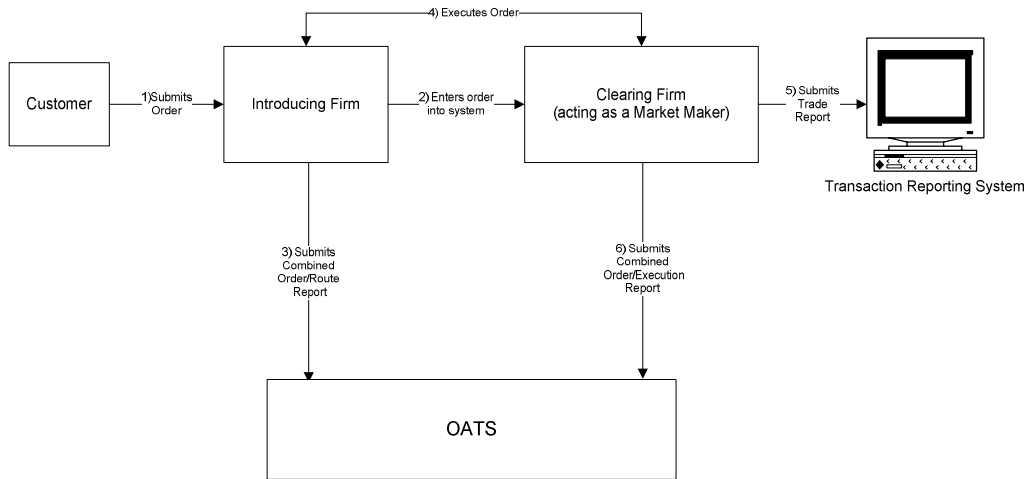 4) Executes Order
Customer
1)Submits
Order
Introducing Firm
2) Enters order
into system
Clearing Firm
(acting as a Market Maker)
5) Submits
Trade
Report
Transaction Reporting System
3) Submits
Combined
Order/Route
Report
6) Submits
Combined
Order/Execution
Report
OATS